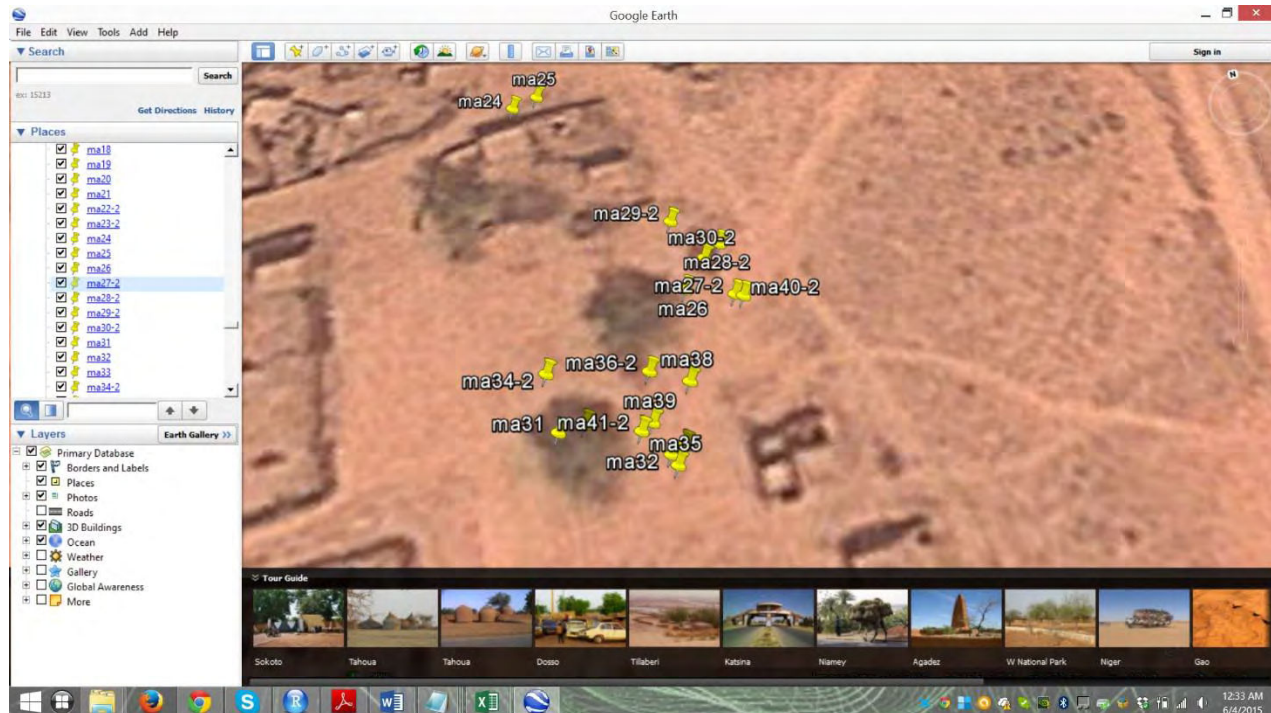 Google Earth
File Edit View Tools Add Help
Search
Sign in
Search
ex: 15213
Get Directions History
Places
ma18
ma19
ma20
ma21
ma22-2
ma23-2
ma24
ma25
ma26
ma27-2
ma28-2
ma29-2
ma30-2
ma31
ma32
ma33
ma34-2
Layers
Earth Gallery >>
Primary Database
Borders and Labels
Places
Photos
Roads
3D Buildings
Ocean
Weather
Gallery
Global Awareness
More
ma25
ma24
ma29-2
ma30-2
ma28-2
ma27-2 ma40-2
ma26
ma36-2 ma38
ma34-2
ma39
ma31 ma41-2
ma35
ma32
N
Tour Guide
Sokoto Tahoua Tahoua Dosso Tillaberi Katsina Niamey Agadez W National Park Niger Gao
12:33 AM
6/4/2015